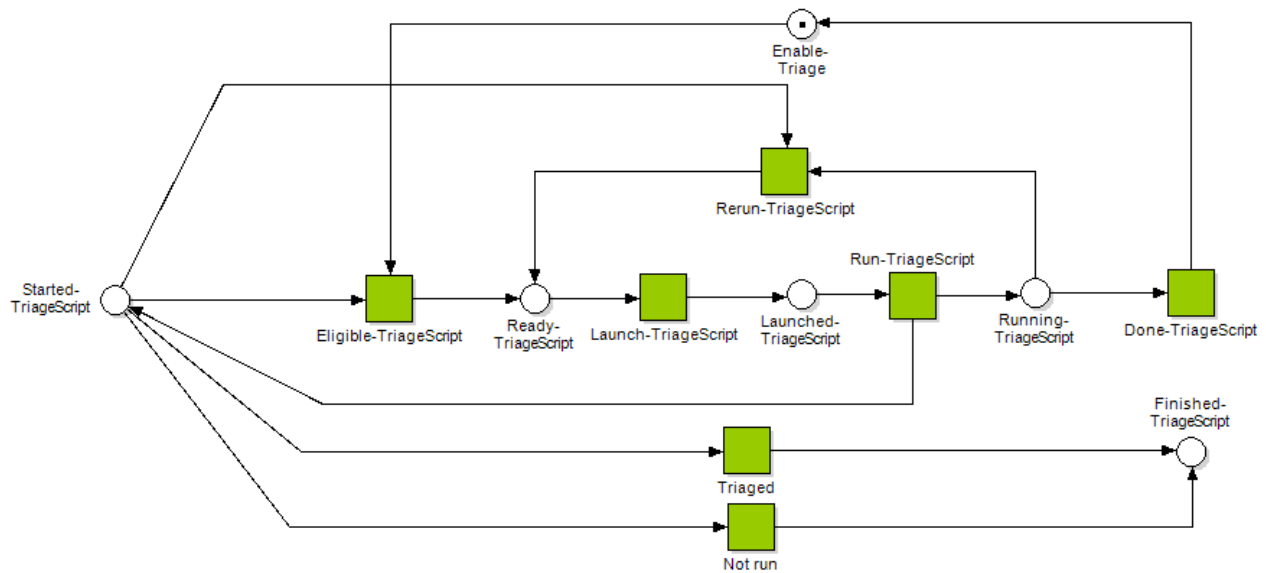 Enable-
Triage
Rerun-TriageScript
Run-TriageScript
Started-
TriageScript
Eligible-TriageScript
Ready-
TriageScript
Launch-TriageScript
Launched-
TriageScript
Running-
TriageScript
Done-TriageScript
Finished-
TriageScript
Triaged
Not run